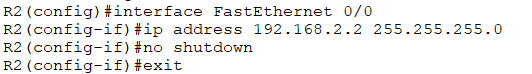 R2(config)#interface FastEthernet 0/0
R2(config-if)#ip address 192.168.2.2 255.255.255.0
R2(config-if)#no shutdown
R2(config-if)#exit